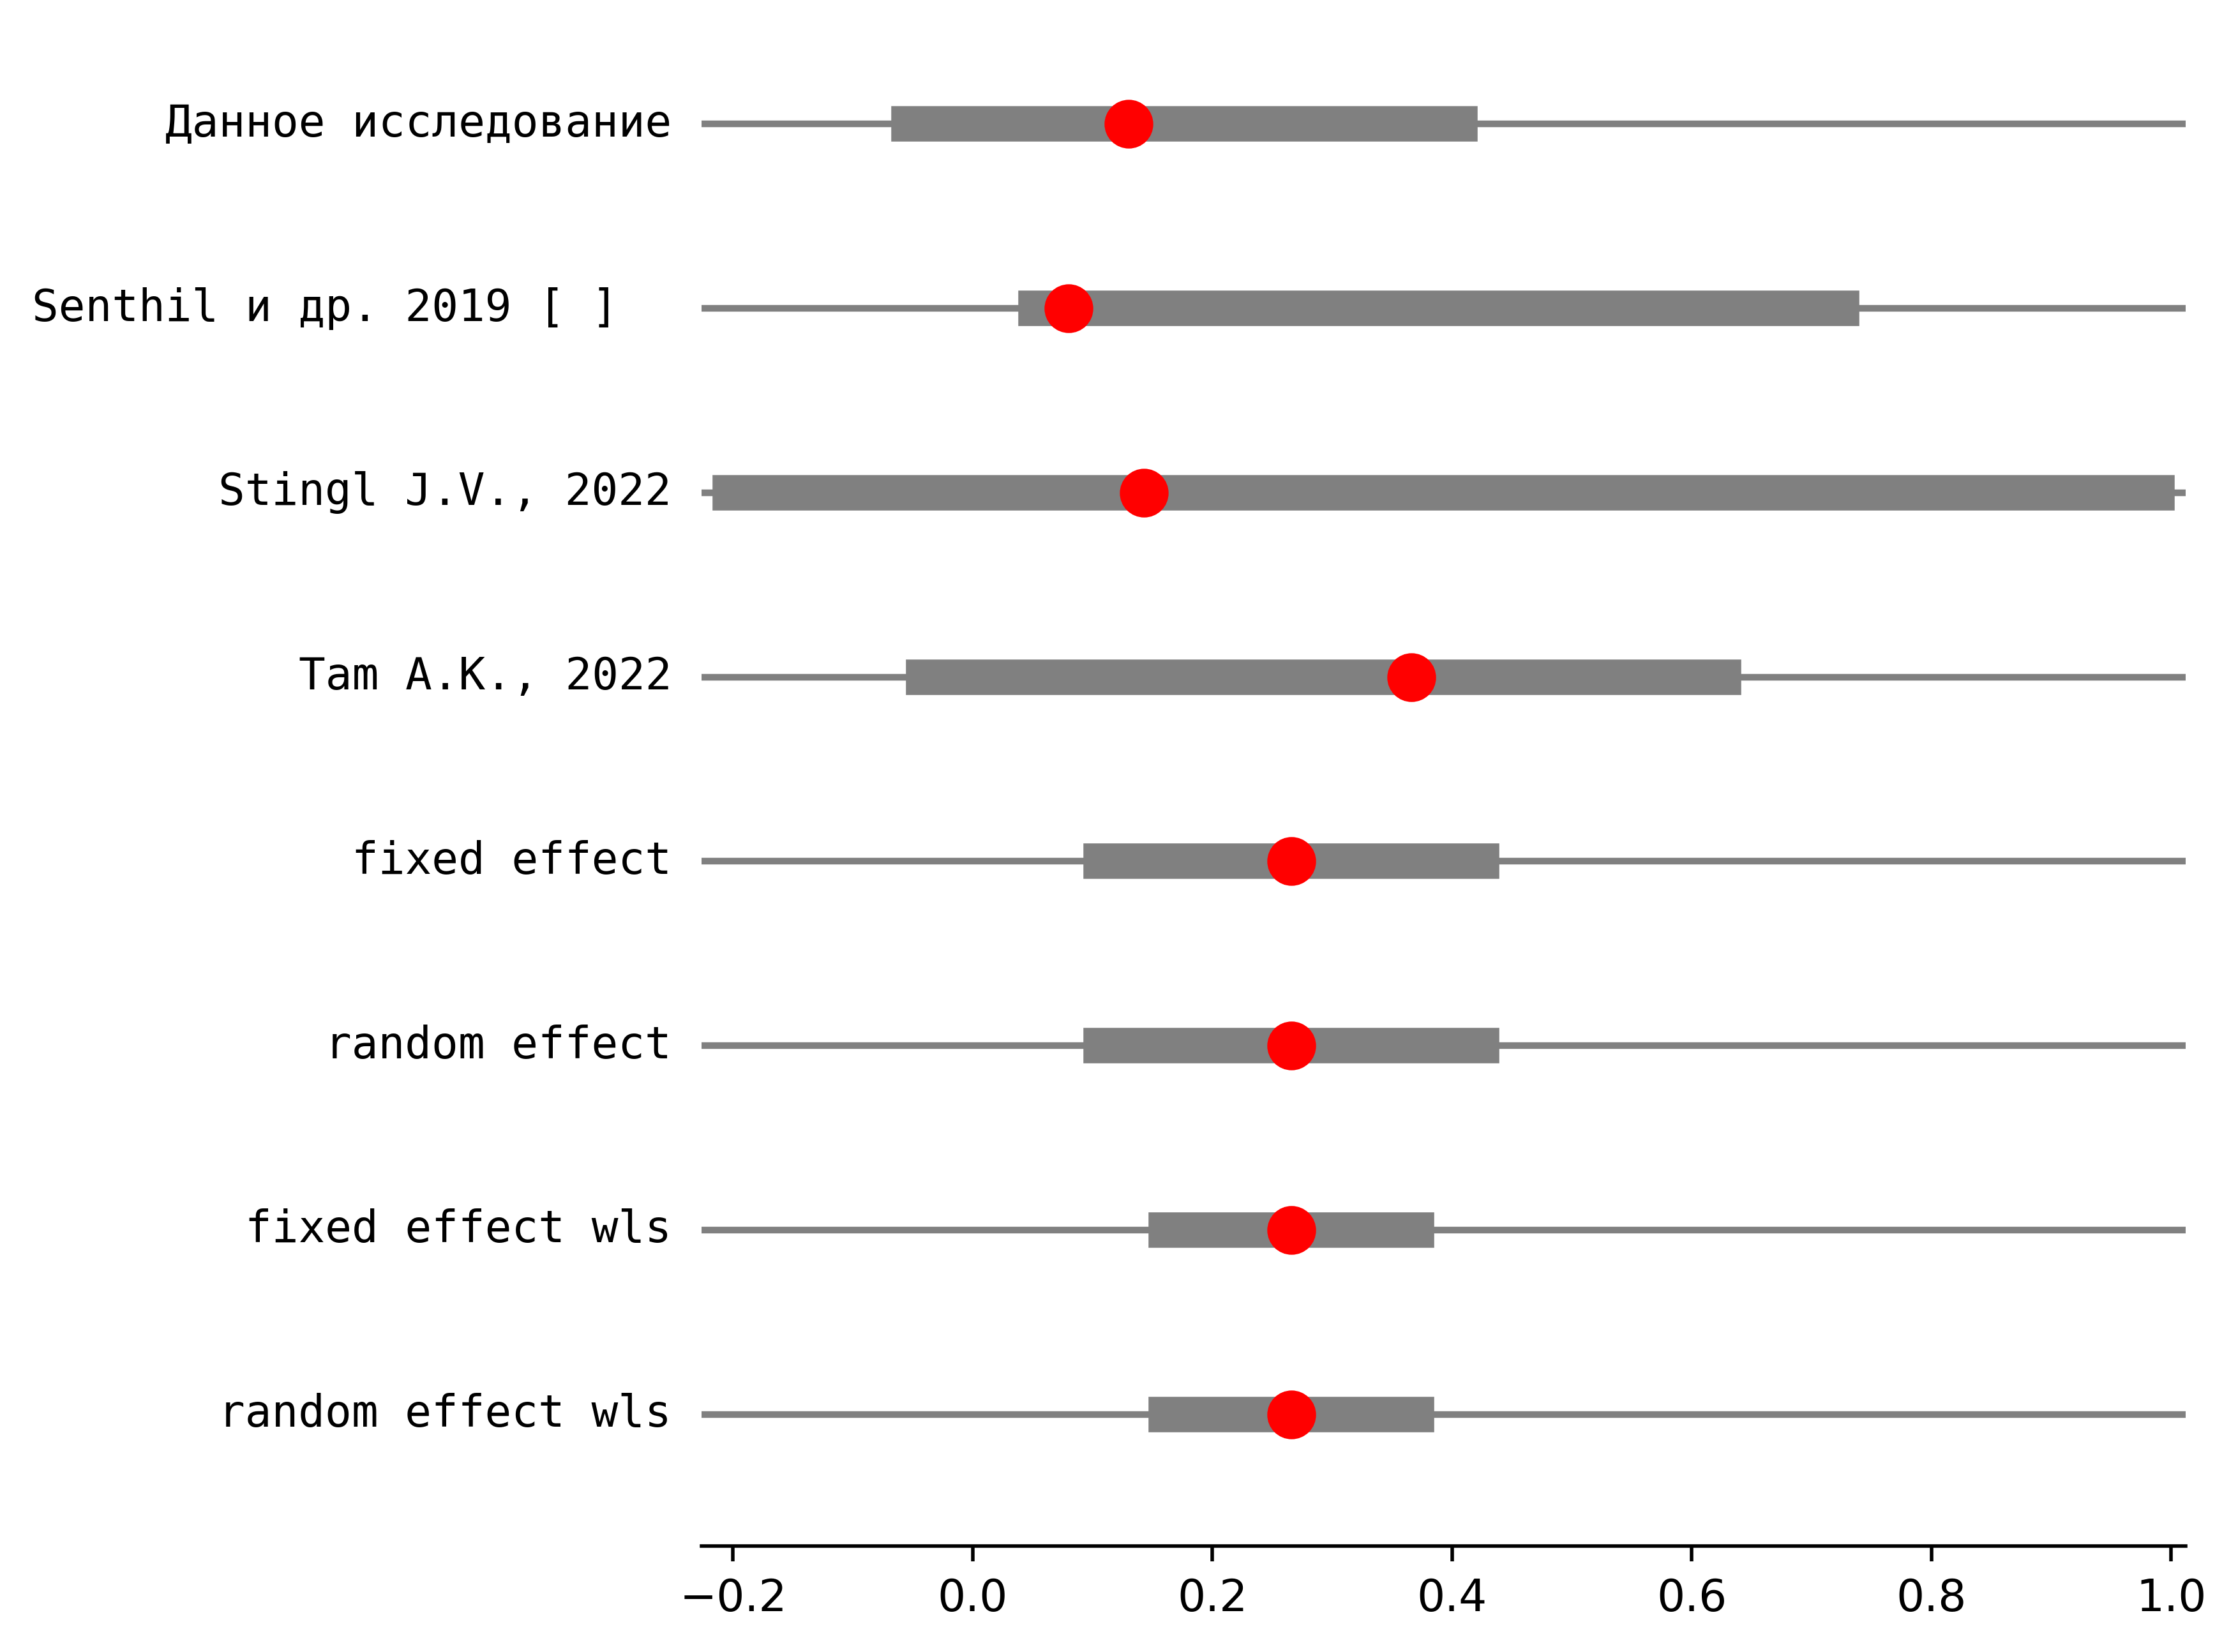 Данное исследование
Senthil и др. 2019 [ ]
Stingl J.V., 2022
Tam A.K., 2022
fixed effect
random effect
fixed effect wls
random effect wls
−0.2 0.0 0.2 0.4 0.6 0.8 1.0